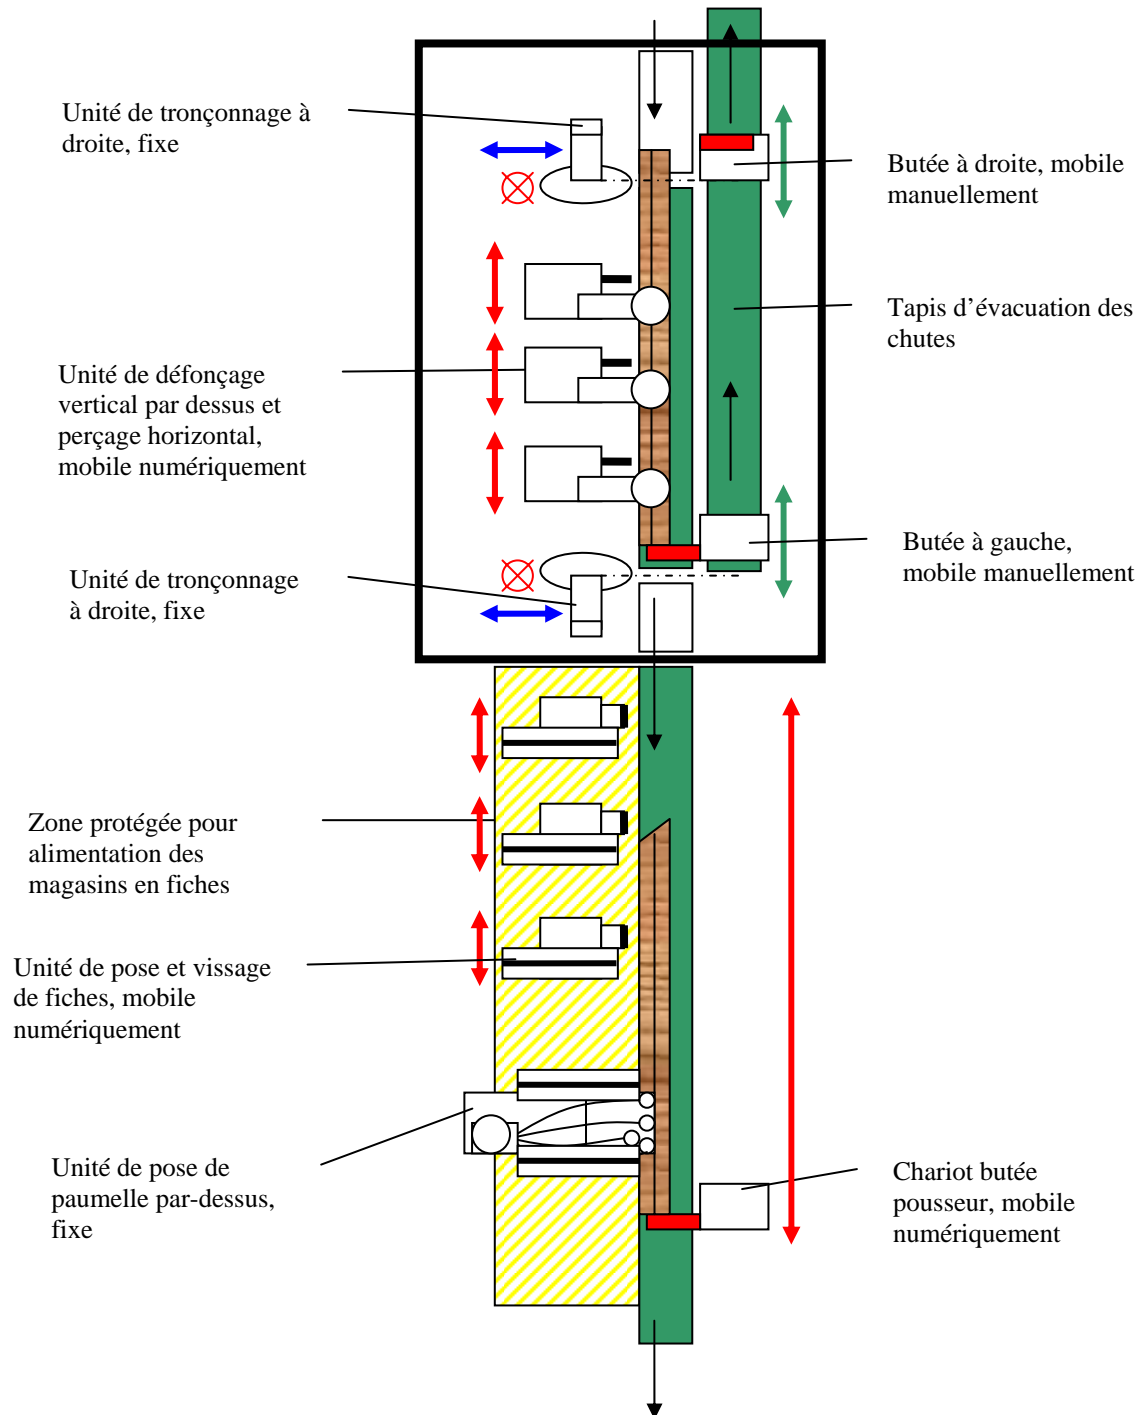 Unité de tronçonnage à
droite, fixe
Butée à droite, mobile
manuellement
Tapis d’évacuation des
chutes
Unité de défonçage
vertical par dessus et
perçage horizontal,
mobile numériquement
Butée à gauche,
mobile manuellement
Unité de tronçonnage
à droite, fixe
Zone protégée pour
alimentation des
magasins en fiches
Unité de pose et vissage
de fiches, mobile
numériquement
Unité de pose de
paumelle par-dessus,
fixe
Chariot butée
pousseur, mobile
numériquement